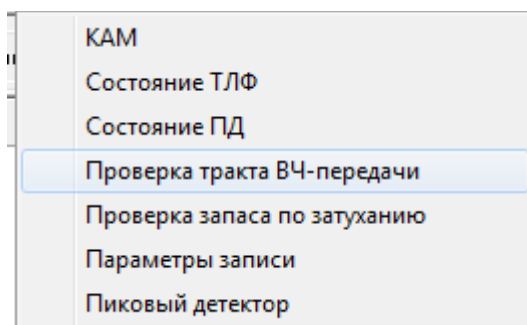 КАМ
Состояние ТЛФ
Состояние ПД
Проверка тракта ВЧ-передачи
Проверка запаса по затуханию
Параметры записи
Пиковый детектор